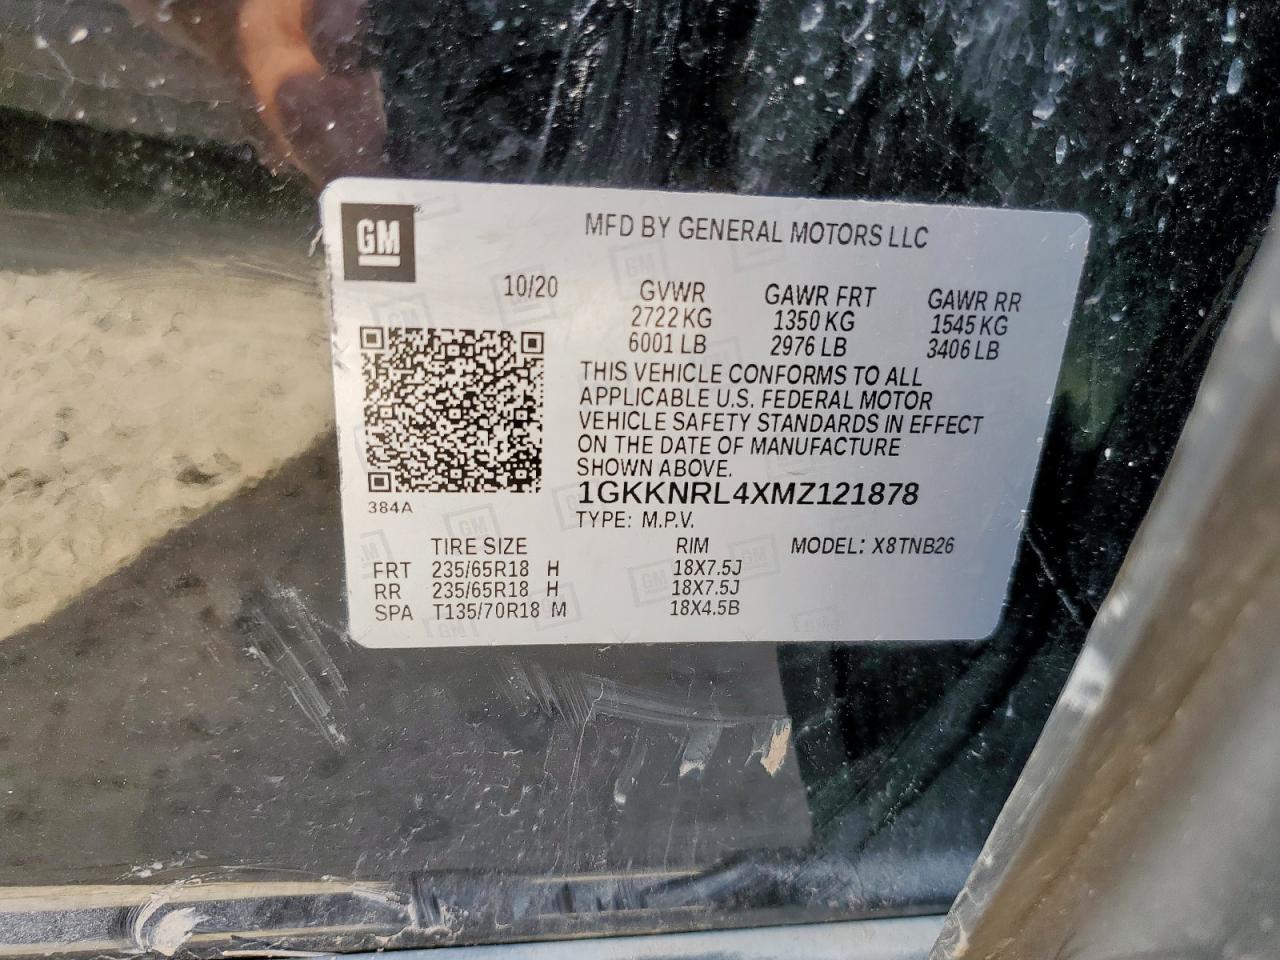 GM
MFD BY GENERAL MOTORS LLC
10/20
GVWR GAWR FRT GAWR RR
2722 KG 1350 KG 1545 KG
6001 LB 2976 LB 3406 LB
THIS VEHICLE CONFORMS TO ALL
APPLICABLE U.S. FEDERAL MOTOR
VEHICLE SAFETY STANDARDS IN EFFECT
ON THE DATE OF MANUFACTURE
SHOWN ABOVE.
1GKKNRL4XMZ121878
384A
TYPE: M.P.V.
TIRE SIZE RIM MODEL: X8TNB26
FRT 235/65R18 H 18X7.5J
RR 235/65R18 H 18X7.5J
SPA T135/70R18 M 18X4.5B